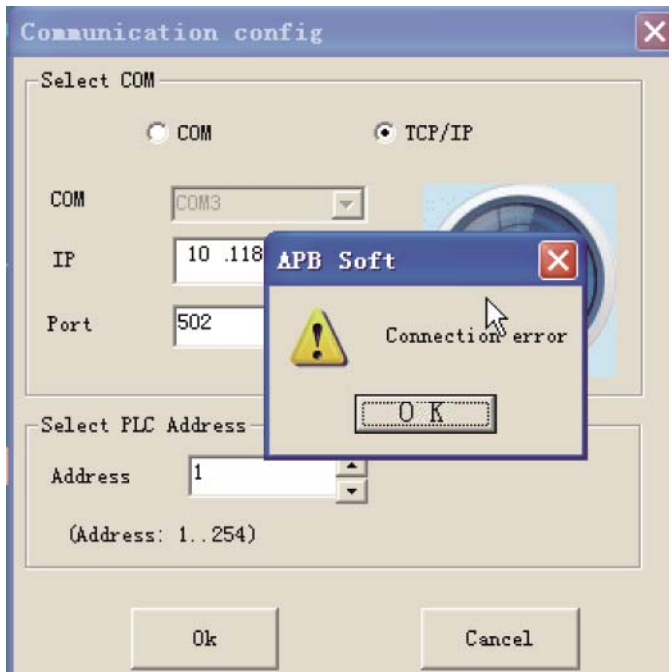 Communication config
Select COM
COM
TCP/IP
COM
COM3
IP
10 .118
APB Soft
Connection error
OK
Port
502
Select PLC Address
Address
1
(Address: 1..254)
Ok
Cancel